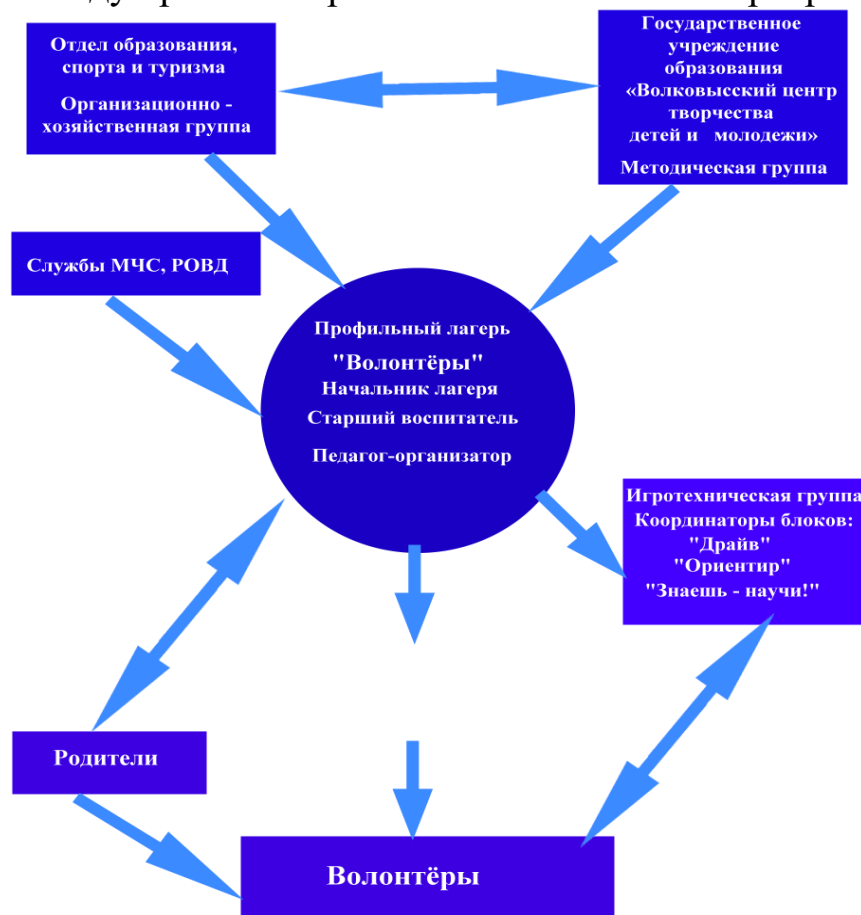 Отдел образования,
спорта и туризма
Организационно -
хозяйственная группа
Государственное
учреждение
образования
«Волковысский центр
творчества
детей и молодежи»
Методическая группа
Службы МЧС, РОВД
Профильный лагерь
"Волонтёры"
Начальник лагеря
Старший воспитатель
Педагог-организатор
Игротехническая группа
Координаторы блоков:
"Драйв"
"Ориентир"
"Знаешь - научи!"
Родители
Волонтёры